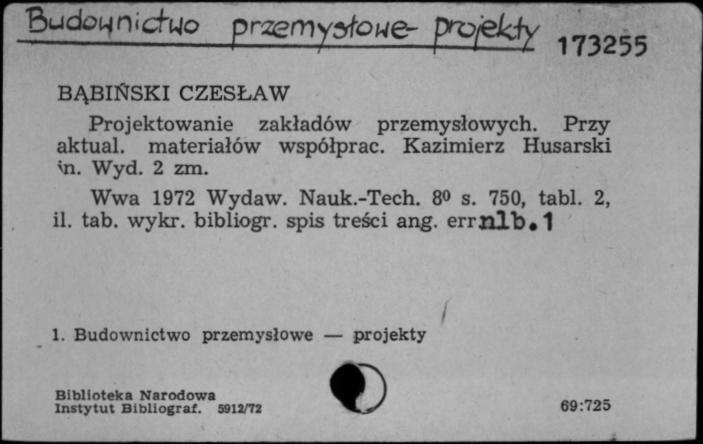 Budownictwo przemysłowe- projekty
173255
BĄBIŃSKI CZESŁAW
Projektowanie zakładów przemysłowych. Przy
aktual. materiałów współprac. Kazimierz Husarski
in. Wyd. 2 zm.
Wwa 1972 Wydaw. Nauk.-Tech. 8⁰ s. 750, tabl. 2,
il. tab. wykr. bibliogr. spis treści ang. err nlb. 1
1. Budownictwo przemysłowe — projekty
Biblioteka Narodowa
Instytut Bibliograf. 5912/72
69:725